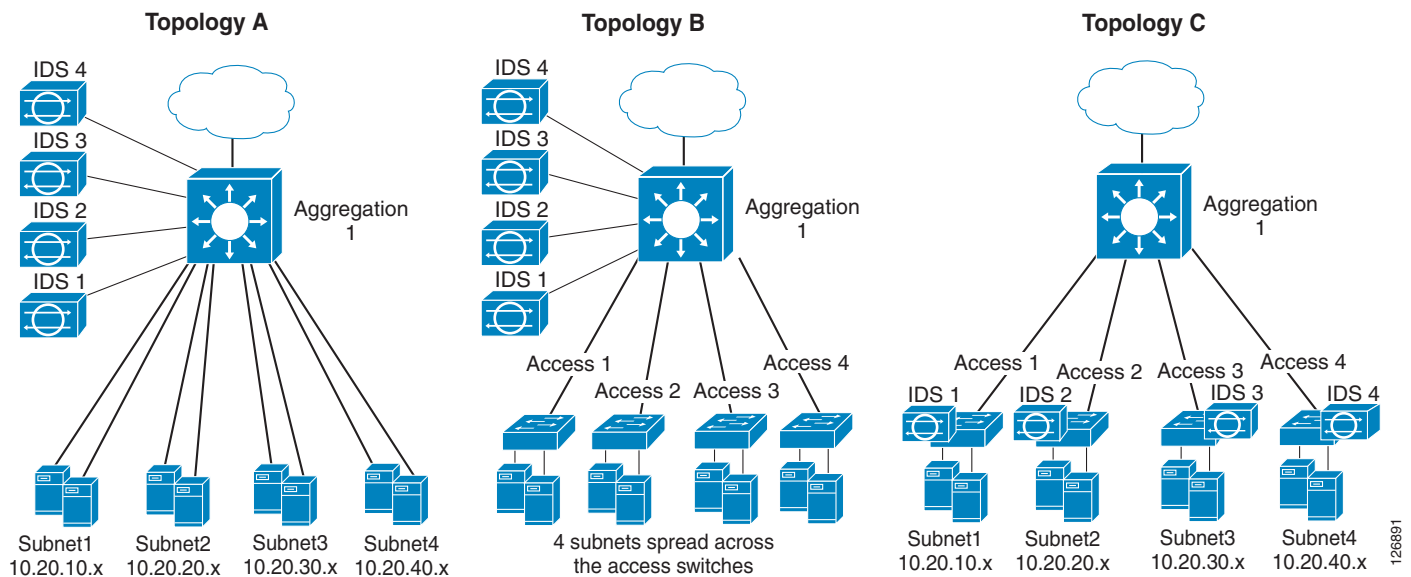 Topology A
IDS 4
IDS 3
IDS 2
IDS 1
Aggregation
1
Subnet1
10.20.10.x
Subnet2
10.20.20.x
Subnet3
10.20.30.x
Subnet4
10.20.40.x
Topology B
IDS 4
IDS 3
IDS 2
IDS 1
Aggregation
1
Access 1
Access 2
Access 3
Access 4
4 subnets spread across
the access switches
Topology C
Aggregation
1
Access 1
Access 2
Access 3
Access 4
IDS 1
IDS 2
IDS 3
IDS 4
Subnet1
10.20.10.x
Subnet2
10.20.20.x
Subnet3
10.20.30.x
Subnet4
10.20.40.x
126891